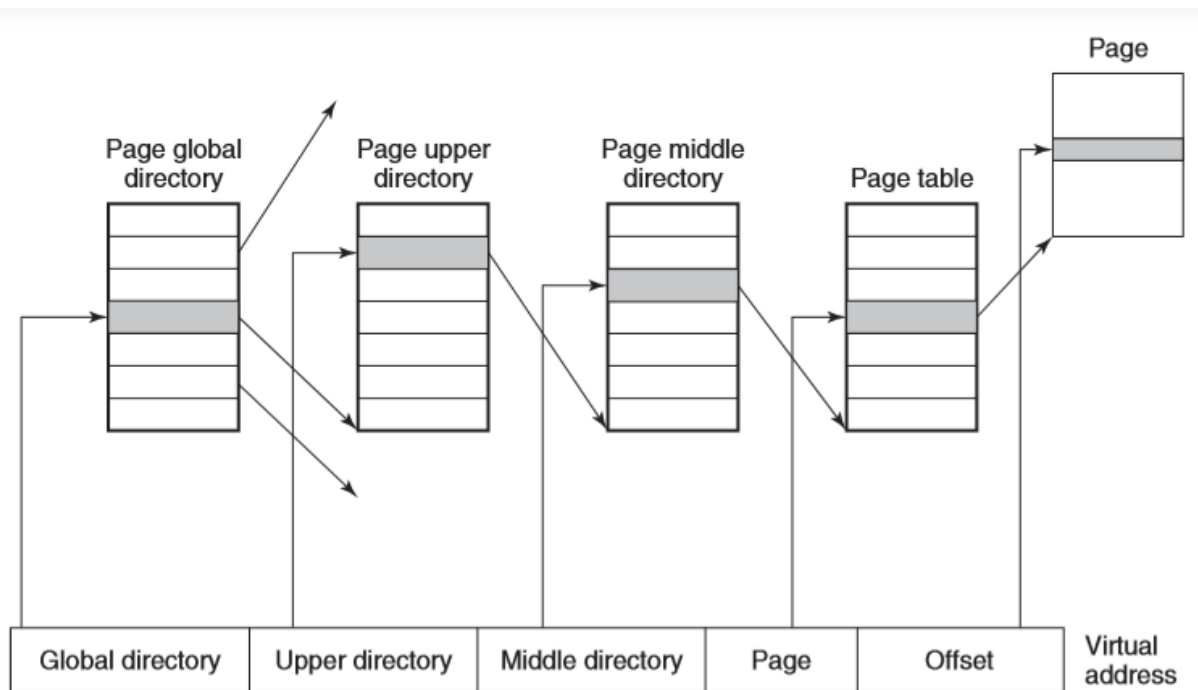 Page
Page global
directory
Page upper
directory
Page middle
directory
Page table
Global directory
Upper directory
Middle directory
Page
Offset
Virtual
address